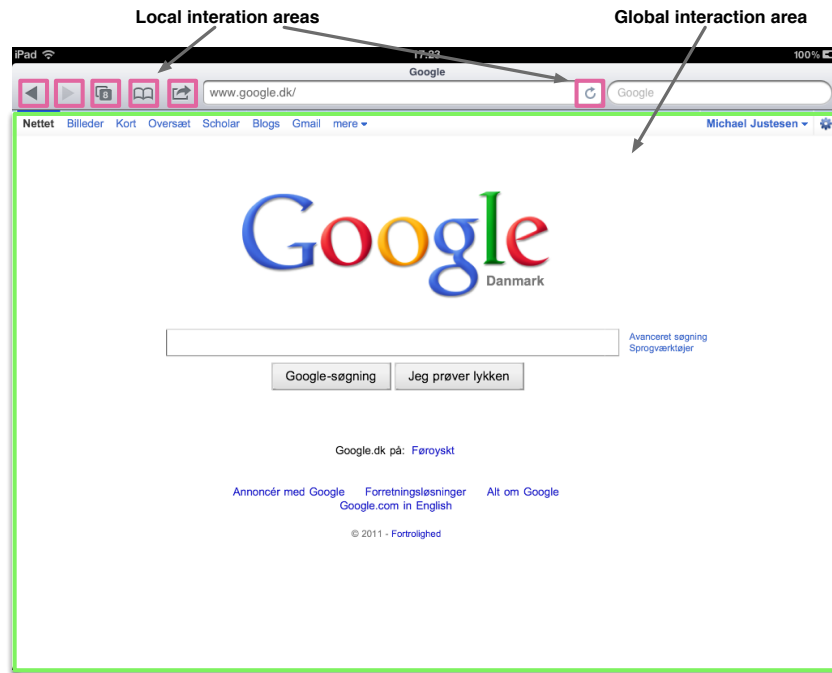 Local interation areas Global interaction area
iPad 17:23 100%
Google
8 www.google.dk/ Google
Nettet Billeder Kort Oversæt Scholar Blogs Gmail mere Michael Justesen
Google
Danmark
Avanceret søgning
Sprogværktøjer
Google-søgning Jeg prøver lykken
Google.dk på: Føroyskt
Annoncér med Google Forretningsløsninger Alt om Google
Google.com in English
© 2011 - Fortrolighed